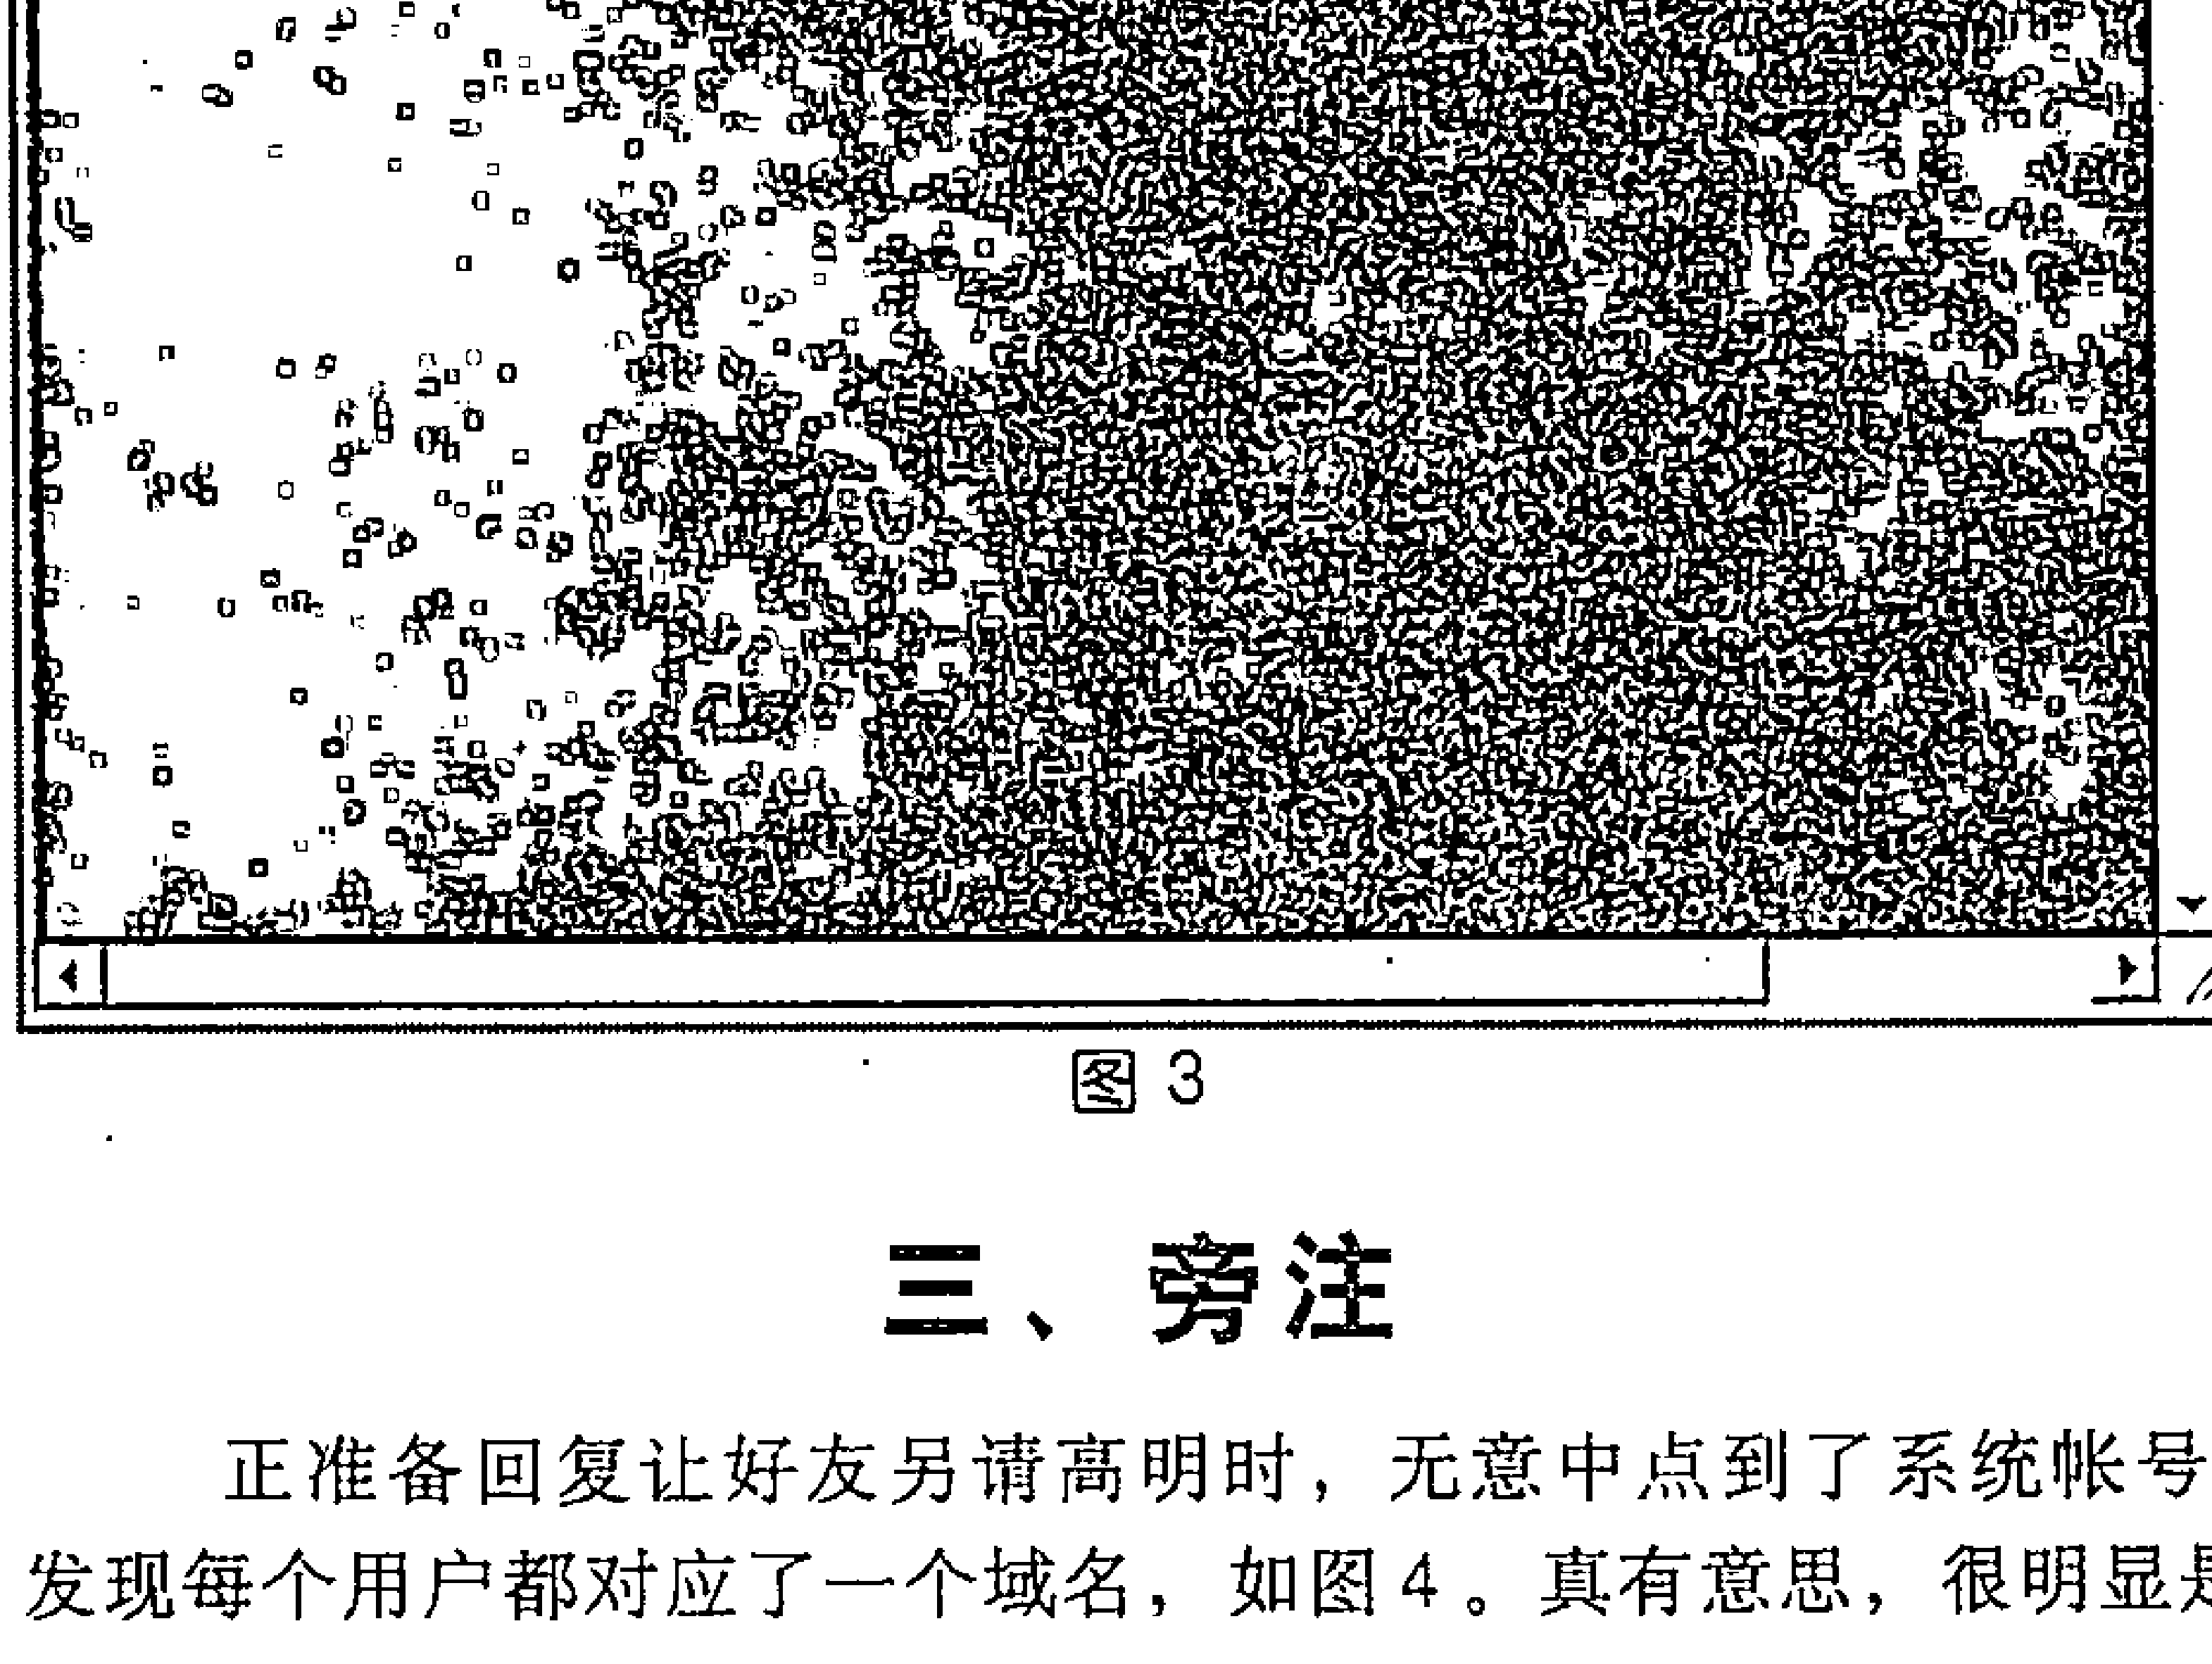 图 3
三、旁注
正准备回复让好友另请高明时，无意中点到了系统帐号
发现每个用户都对应了一个域名，如图 4 。真有意思，很明显是